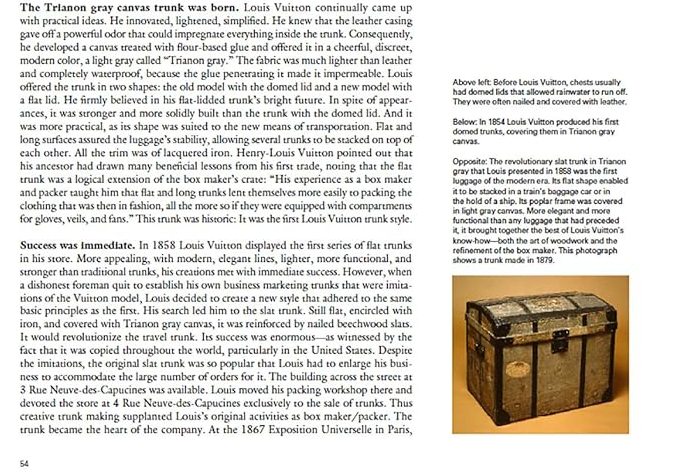 The Trianon gray canvas trunk was born. Louis Vuitton continually came up
with practical ideas. He innovated, lightened, simplified. He knew that the leather casing
gave off a powerful odor that could impregnate everything inside the trunk. Consequently,
he developed a canvas treated with flour-based glue and offered it in a cheerful, discreet,
modern color, a light gray called “Trianon gray.” The fabric was much lighter than leather
and completely waterproof, because the glue penetrating it made it impermeable. Louis
offered the trunk in two shapes: the old model with the domed lid and a new model with
a flat lid. He firmly believed in his flat-lidded trunk’s bright future. In spite of appear-
ances, it was stronger and more solidly built than the trunk with the domed lid. And it
was more practical, as its shape was suited to the new means of transportation. Flat and
long surfaces assured the luggage’s stability, allowing several trunks to be stacked on top of
each other. All the trim was of lacquered iron. Henry-Louis Vuitton pointed out that
his ancestor had drawn many beneficial lessons from his first trade, noting that the flat
trunk was a logical extension of the box maker’s crate: “His experience as a box maker
and packer taught him that flat and long trunks lent themselves more easily to packing the
clothing that was then in fashion, all the more so if they were equipped with compartments
for gloves, veils, and fans.” This trunk was historic: It was the first Louis Vuitton trunk style.
Success was immediate. In 1858 Louis Vuitton displayed the first series of flat trunks
in his store. More appealing, with modern, elegant lines, lighter, more functional, and
stronger than traditional trunks, his creations met with immediate success. However, when
a dishonest foreman quit to establish his own business marketing trunks that were imita-
tions of the Vuitton model, Louis decided to create a new style that adhered to the same
basic principles as the first. His search led him to the slat trunk. Still flat, encircled with
iron, and covered with Trianon gray canvas, it was reinforced by nailed beechwood slats.
It would revolutionize the travel trunk. Its success was enormous—as witnessed by the
fact that it was copied throughout the world, particularly in the United States. Despite
the imitations, the original slat trunk was so popular that Louis had to enlarge his busi-
ness to accommodate the large number of orders for it. The building across the street at
3 Rue Neuve-des-Capucines was available. Louis moved his packing workshop there and
devoted the store at 4 Rue Neuve-des-Capucines exclusively to the sale of trunks. Thus
creative trunk making supplanted Louis’s original activities as box maker/packer. The
trunk became the heart of the company. At the 1867 Exposition Universelle in Paris,
54
Above left: Before Louis Vuitton, chests usually
had domed lids that allowed rainwater to run off.
They were often nailed and covered with leather.
Below: In 1854 Louis Vuitton produced his first
domed trunks, covering them in Trianon gray
canvas.
Opposite: The revolutionary slat trunk in Trianon
gray that Louis presented in 1858 was the first
luggage of the modern era. Its flat shape enabled
it to be stacked in a train’s baggage car or in
the hold of a ship. Its poplar frame was covered
in light gray canvas. More elegant and more
functional than any luggage that had preceded
it, it brought together the best of Louis Vuitton’s
know-how—both the art of woodwork and the
refinement of the box maker. This photograph
shows a trunk made in 1879.